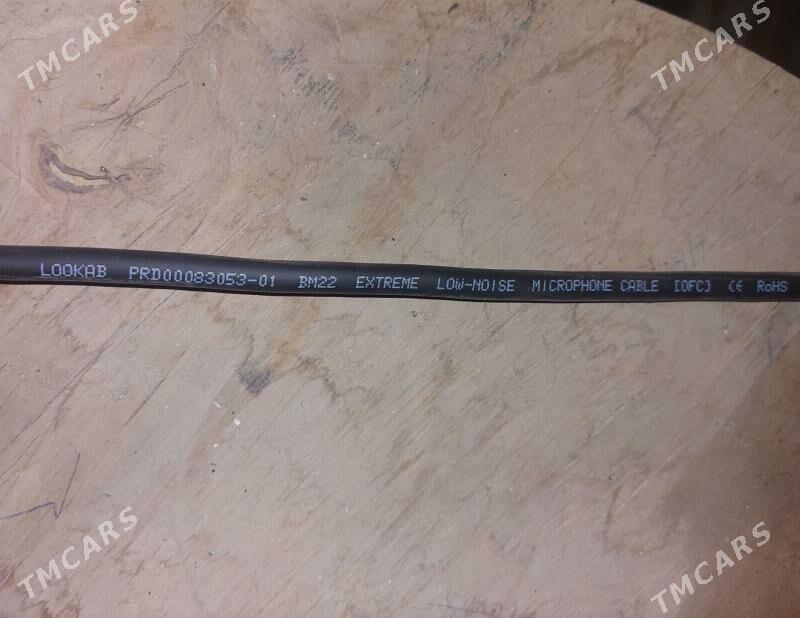 TMCARS TMCARS
LOOKAB PRD00083053-01 BM22 EXTREME LOW-NOISE MICROPHONE CABLE [OFC] CE RoHS
TMCARS TMCARS